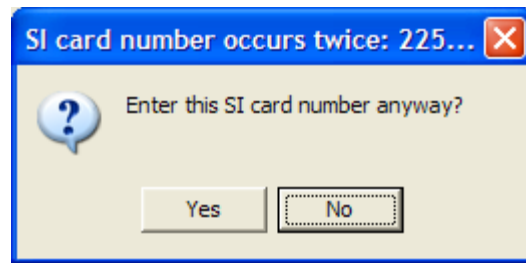 SI card number occurs twice: 225...
Enter this SI card number anyway?
Yes No